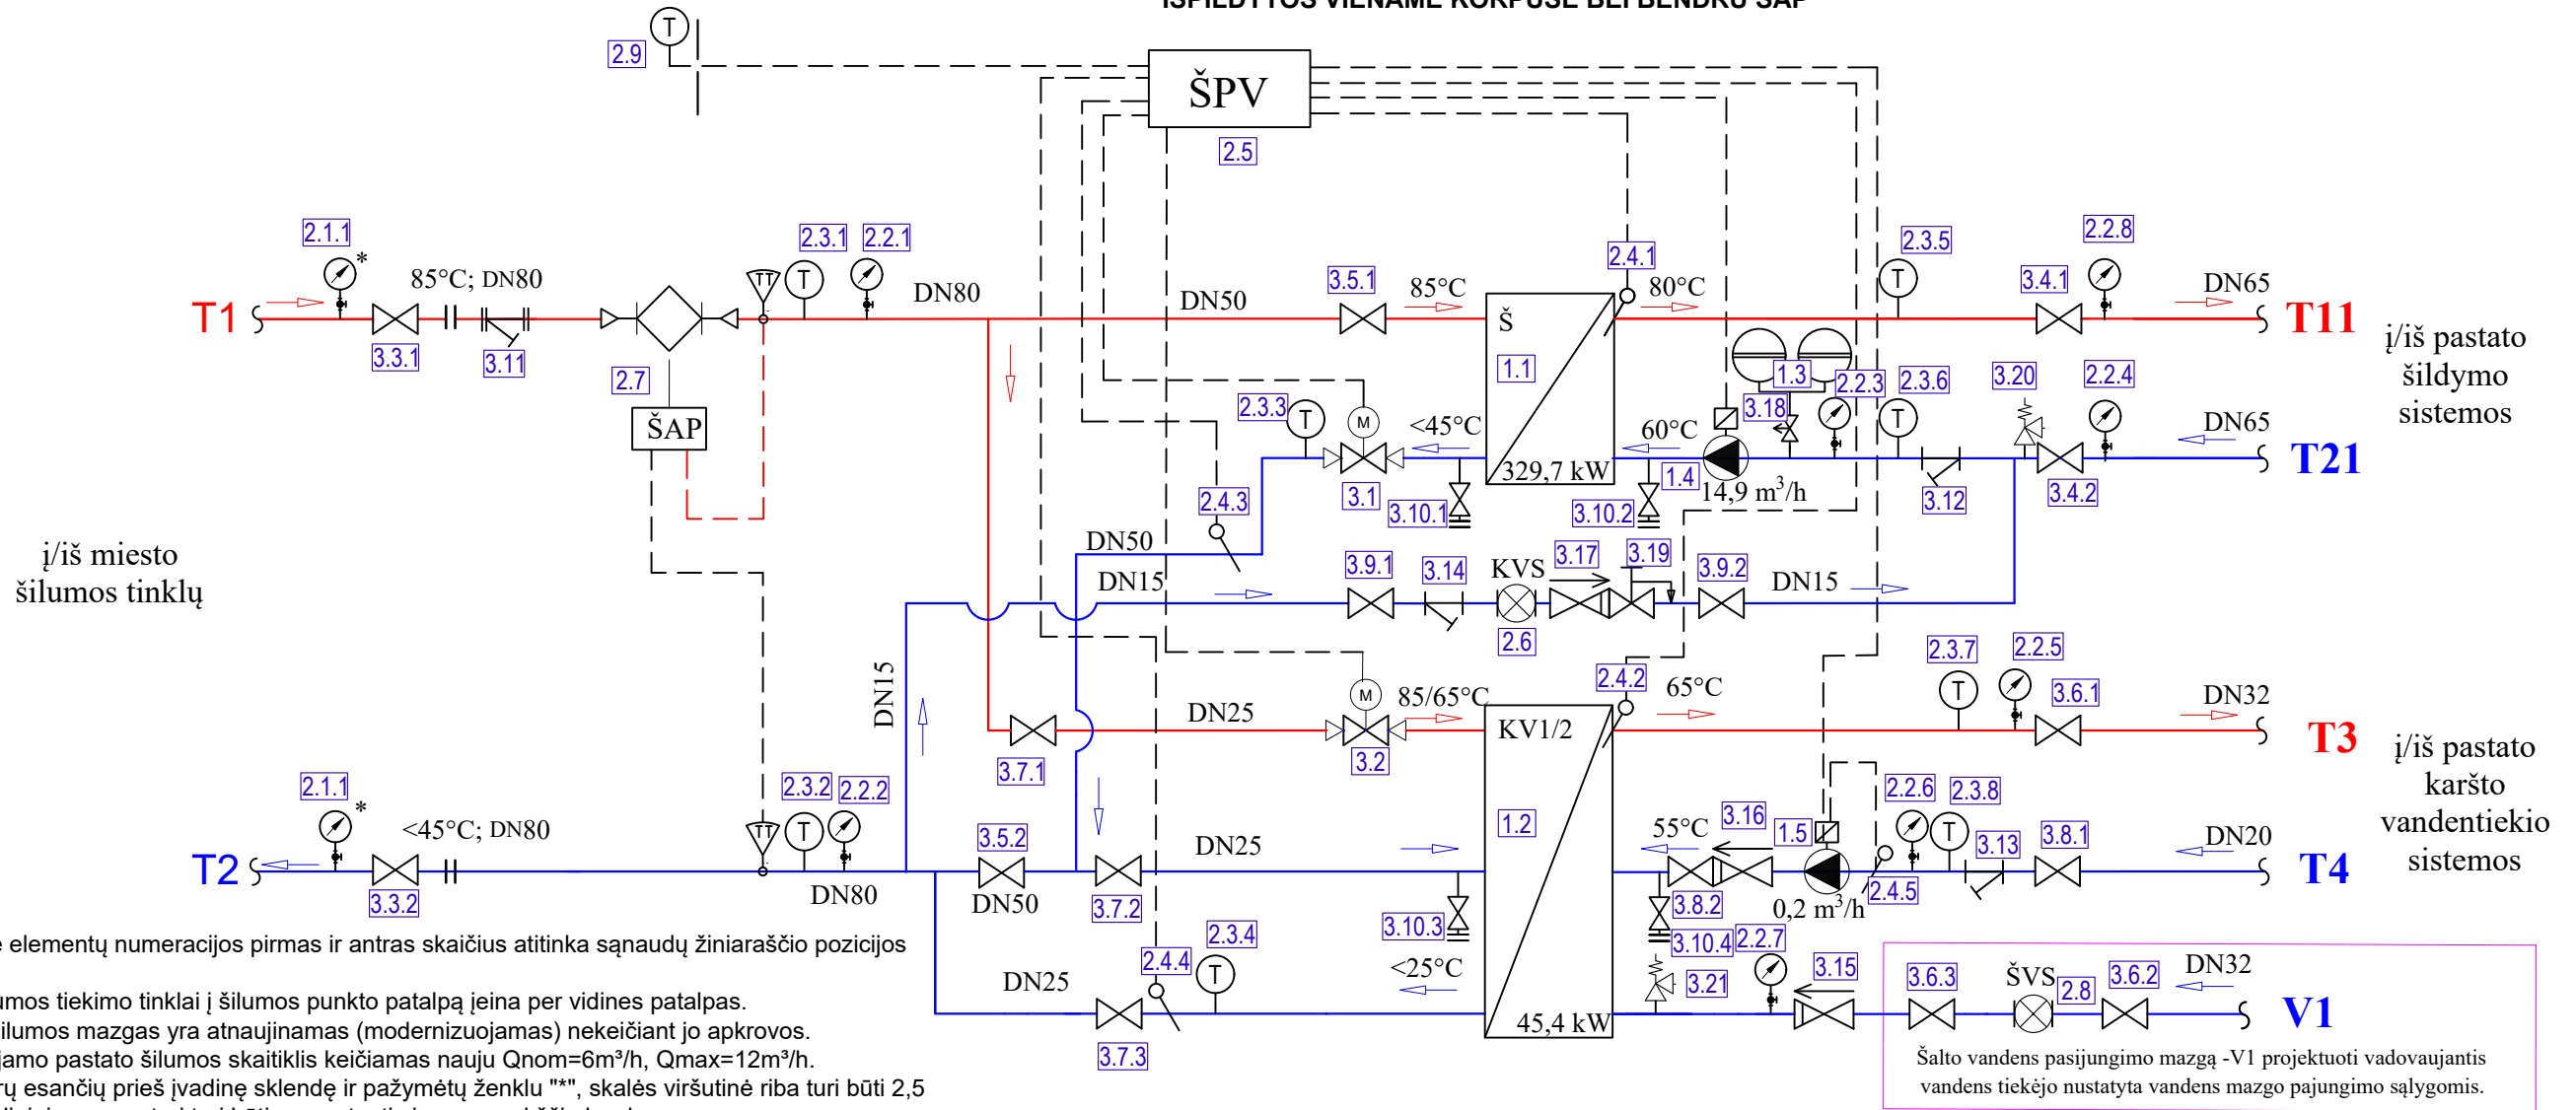 IŠPILDYTOS VIENAME KORPUSE BEI BENDRU ŠAP
T
2.9
ŠPV
2.5
2.1.1
*
85°C; DN80
T1
3.3.1
3.11
2.7
ŠAP
TT
2.3.1
T
2.2.1
DN80
DN50
3.5.1
85°C
2.4.1
80°C
Š
1.1
329,7 kW
2.3.5
T
3.4.1
2.2.8
DN65
T11
į/iš pastato
šildymo
sistemos
1.3
2.2.3
2.3.6
T
3.20
2.2.4
DN65
T21
2.3.3
T
M
3.1
<45°C
3.10.1
60°C
3.10.2
1.4
14,9 m³/h
3.18
3.12
3.4.2
2.4.3
DN50
DN15
3.9.1
3.14
KVS
2.6
3.17
3.19
3.9.2
DN15
į/iš miesto
šilumos tinklų
DN15
3.7.1
DN25
M
3.2
85/65°C
KV1/2
1.2
45,4 kW
2.4.2
65°C
2.3.7
T
2.2.5
3.6.1
DN32
T3
į/iš pastato
karšto
vandentiekio
sistemos
2.1.1
*
<45°C; DN80
T2
3.3.2
TT
2.3.2
T
2.2.2
DN80
3.5.2
DN50
3.7.2
DN25
3.10.3
55°C
3.16
1.5
0,2 m³/h
2.2.6
2.3.8
T
2.4.5
3.13
3.8.1
DN20
T4
3.8.2
3.10.4
2.2.7
3.21
3.15
DN25
3.7.3
2.4.4
2.3.4
T
<25°C
3.6.3
ŠVS
2.8
3.6.2
DN32
V1
Šalto vandens pasijungimo mazgą -V1 projektuoti vadovaujantis
vandens tiekėjo nustatyta vandens mazgo pajungimo sąlygomis.
elementų numeracijos pirmas ir antras skaičius atitinka sąnaudų žiniaraščio pozicijos
umos tiekimo tinklai į šilumos punkto patalpą įeina per vidines patalpas.
šilumos mazgas yra atnaujinamas (modernizuojamas) nekeičiant jo apkrovos.
jamo pastato šilumos skaitiklis keičiamas nauju Qnom=6m³/h, Qmax=12m³/h.
rų esančių prieš įvadinę sklendę ir pažymėtų ženklu "*", skalės viršutinė riba turi būti 2,5